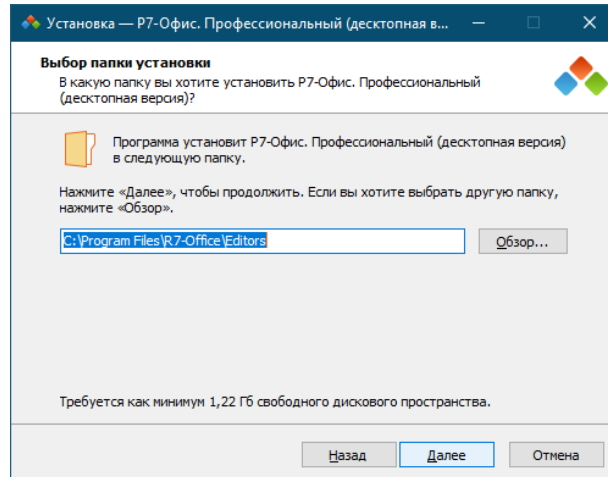 Установка — Р7-Офис. Профессиональный (десктопная в...
Выбор папки установки
В какую папку вы хотите установить Р7-Офис. Профессиональный
(десктопная версия)?
Программа установит Р7-Офис. Профессиональный (десктопная версия)
в следующую папку.
Нажмите «Далее», чтобы продолжить. Если вы хотите выбрать другую папку,
нажмите «Обзор».
C:\Program Files\R7-Office\Editors
Обзор...
Требуется как минимум 1,22 Гб свободного дискового пространства.
Назад Далее Отмена